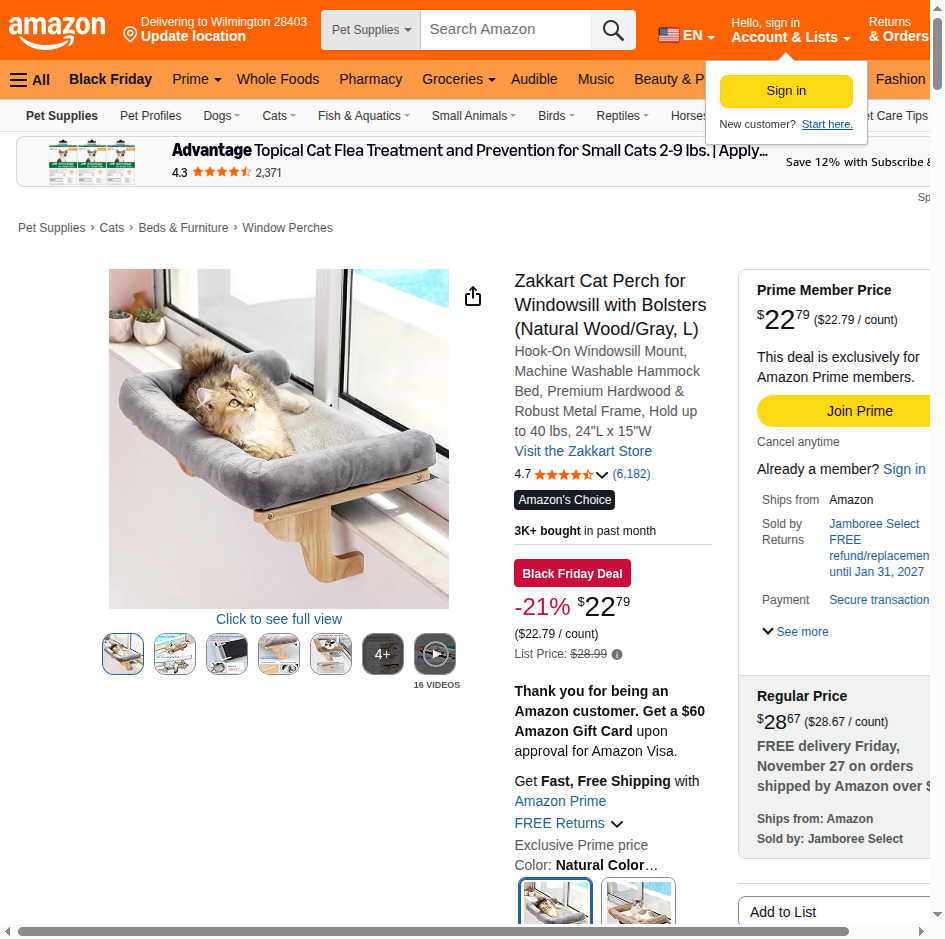 amazon
Delivering to Wilmington 28403
Update location
Pet Supplies
Search Amazon
EN
Hello, sign in
Account & Lists
Returns
& Orders
All
Black Friday
Prime
Whole Foods
Pharmacy
Groceries
Audible
Music
Beauty & P
Fashion
Sign in
New customer? Start here.
Pet Supplies
Pet Profiles
Dogs
Cats
Fish & Aquatics
Small Animals
Birds
Reptiles
Horses
et Care Tips
Advantage Topical Cat Flea Treatment and Prevention for Small Cats 2-9 lbs. | Apply...
4.3
2,371
Save 12% with Subscribe &
Sp
Pet Supplies › Cats › Beds & Furniture › Window Perches
Click to see full view
4+
16 VIDEOS
Zakkart Cat Perch for
Windowsill with Bolsters
(Natural Wood/Gray, L)
Hook-On Windowsill Mount,
Machine Washable Hammock
Bed, Premium Hardwood &
Robust Metal Frame, Hold up
to 40 lbs, 24"L x 15"W
Visit the Zakkart Store
4.7 (6,182)
Amazon's Choice
3K+ bought in past month
Black Friday Deal
-21% $22 79
($22.79 / count)
List Price: $28.99
Thank you for being an
Amazon customer. Get a $60
Amazon Gift Card upon
approval for Amazon Visa.
Get Fast, Free Shipping with
Amazon Prime
FREE Returns
Exclusive Prime price
Color: Natural Color…
Prime Member Price
$22 79 ($22.79 / count)
This deal is exclusively for
Amazon Prime members.
Join Prime
Cancel anytime
Already a member? Sign in
Ships from Amazon
Sold by Jamboree Select
Returns FREE
refund/replacemen
until Jan 31, 2027
Payment Secure transaction
See more
Regular Price
$28 67 ($28.67 / count)
FREE delivery Friday,
November 27 on orders
shipped by Amazon over $
Ships from: Amazon
Sold by: Jamboree Select
Add to List